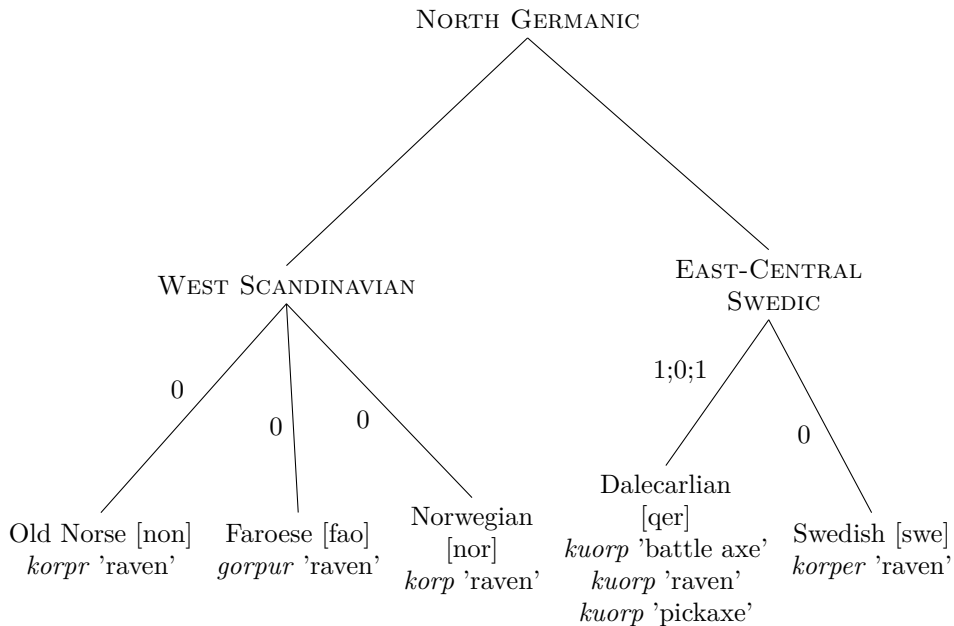 NORTH GERMANIC
WEST SCANDINAVIAN
EAST-CENTRAL
SWEDIC
0
0
0
1;0;1
0
Old Norse [non]
korpr 'raven'
Faroese [fao]
gorpur 'raven'
Norwegian
[nor]
korp 'raven'
Dalecarlian
[qer]
kuorp 'battle axe'
kuorp 'raven'
kuorp 'pickaxe'
Swedish [swe]
korper 'raven'